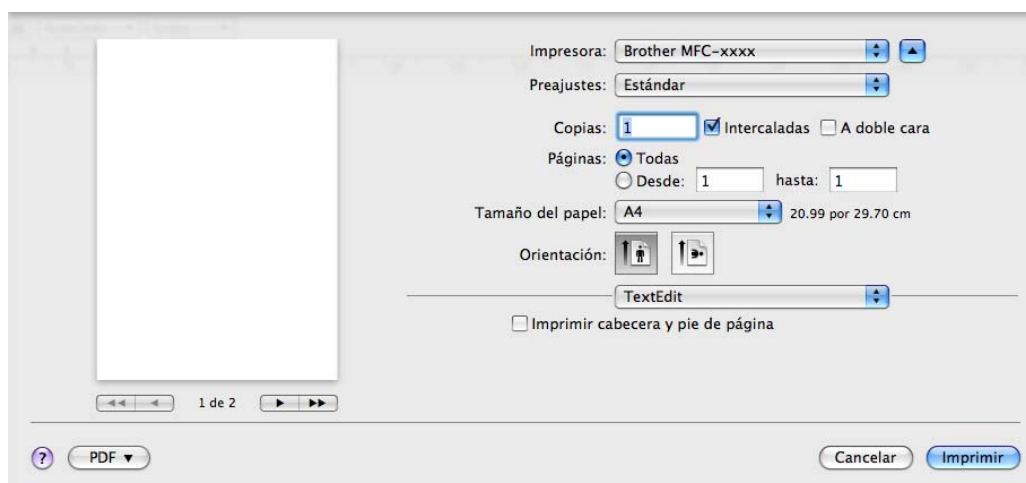 Impresora: Brother MFC-xxxx
Preajustes: Estándar
Copias: 1 Intercaladas A doble cara
Páginas: Todas
Desde: 1 hasta: 1
Tamaño del papel: A4 20.99 por 29.70 cm
Orientación:
TextEdit
Imprimir cabecera y pie de página
1 de 2
? PDF Cancelar Imprimir